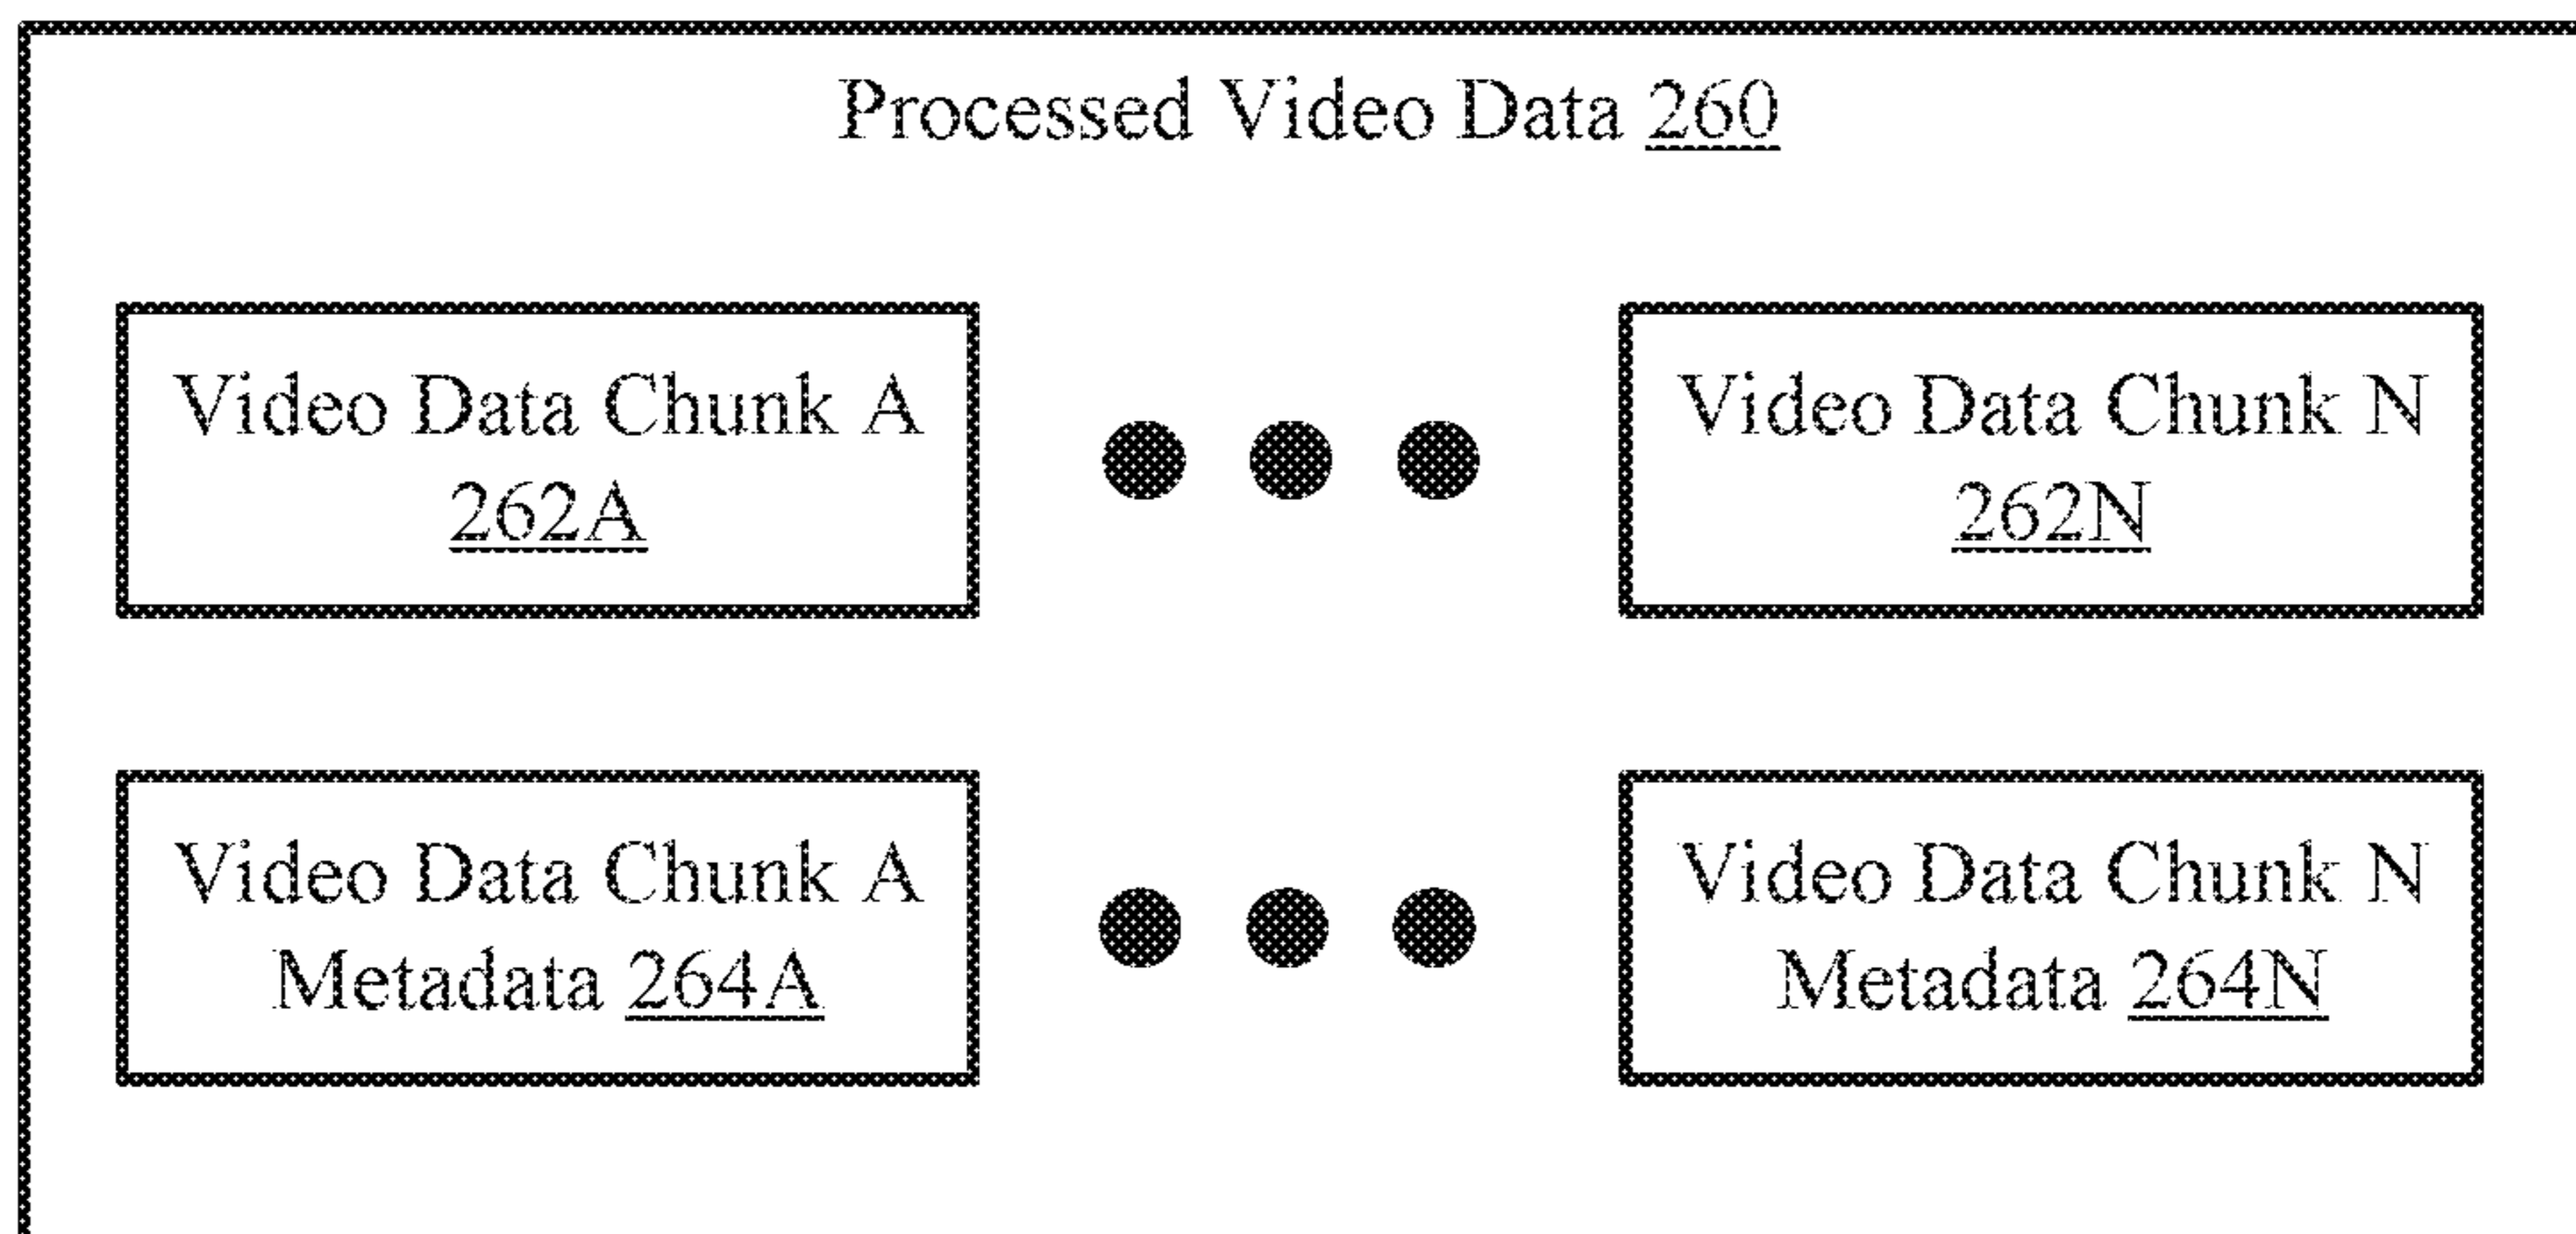 Processed Video Data 260
Video Data Chunk A
262A
Video Data Chunk N
262N
Video Data Chunk A
Metadata 264A
Video Data Chunk N
Metadata 264N